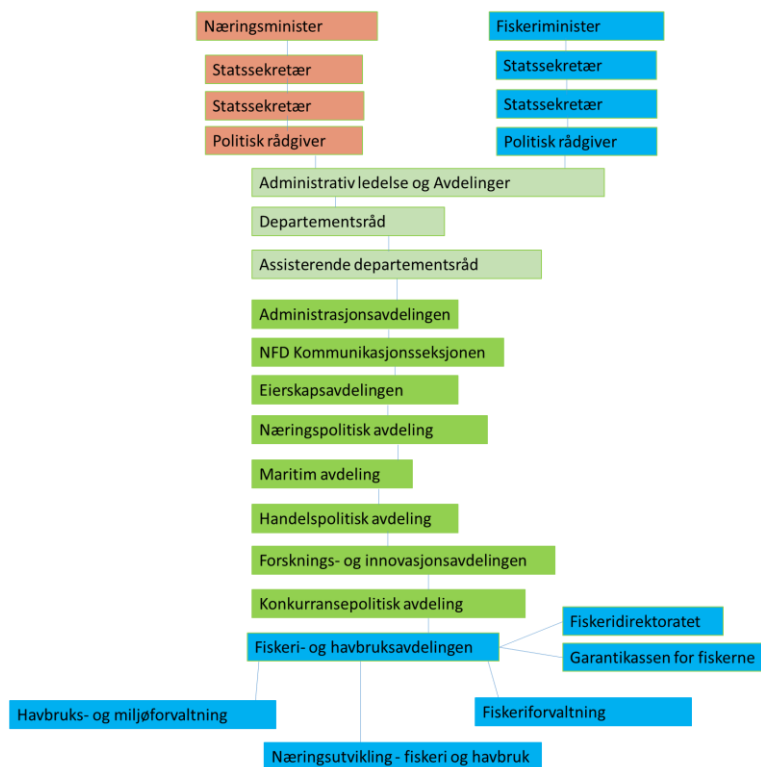 Næringsminister
Fiskeriminister
Statssekretær
Statssekretær
Statssekretær
Statssekretær
Politisk rådgiver
Politisk rådgiver
Administrativ ledelse og Avdelinger
Departementsråd
Assisterende departementsråd
Administrasjonsavdelingen
NFD Kommunikasjonsseksjonen
Eierskapsavdelingen
Næringspolitisk avdeling
Maritim avdeling
Handelspolitisk avdeling
Forsknings- og innovasjonsavdelingen
Konkurransepolitisk avdeling
Fiskeridirektoratet
Fiskeri- og havbruksavdelingen
Garantikassen for fiskerne
Havbruks- og miljøforvaltning
Fiskeriforvaltning
Næringsutvikling - fiskeri og havbruk